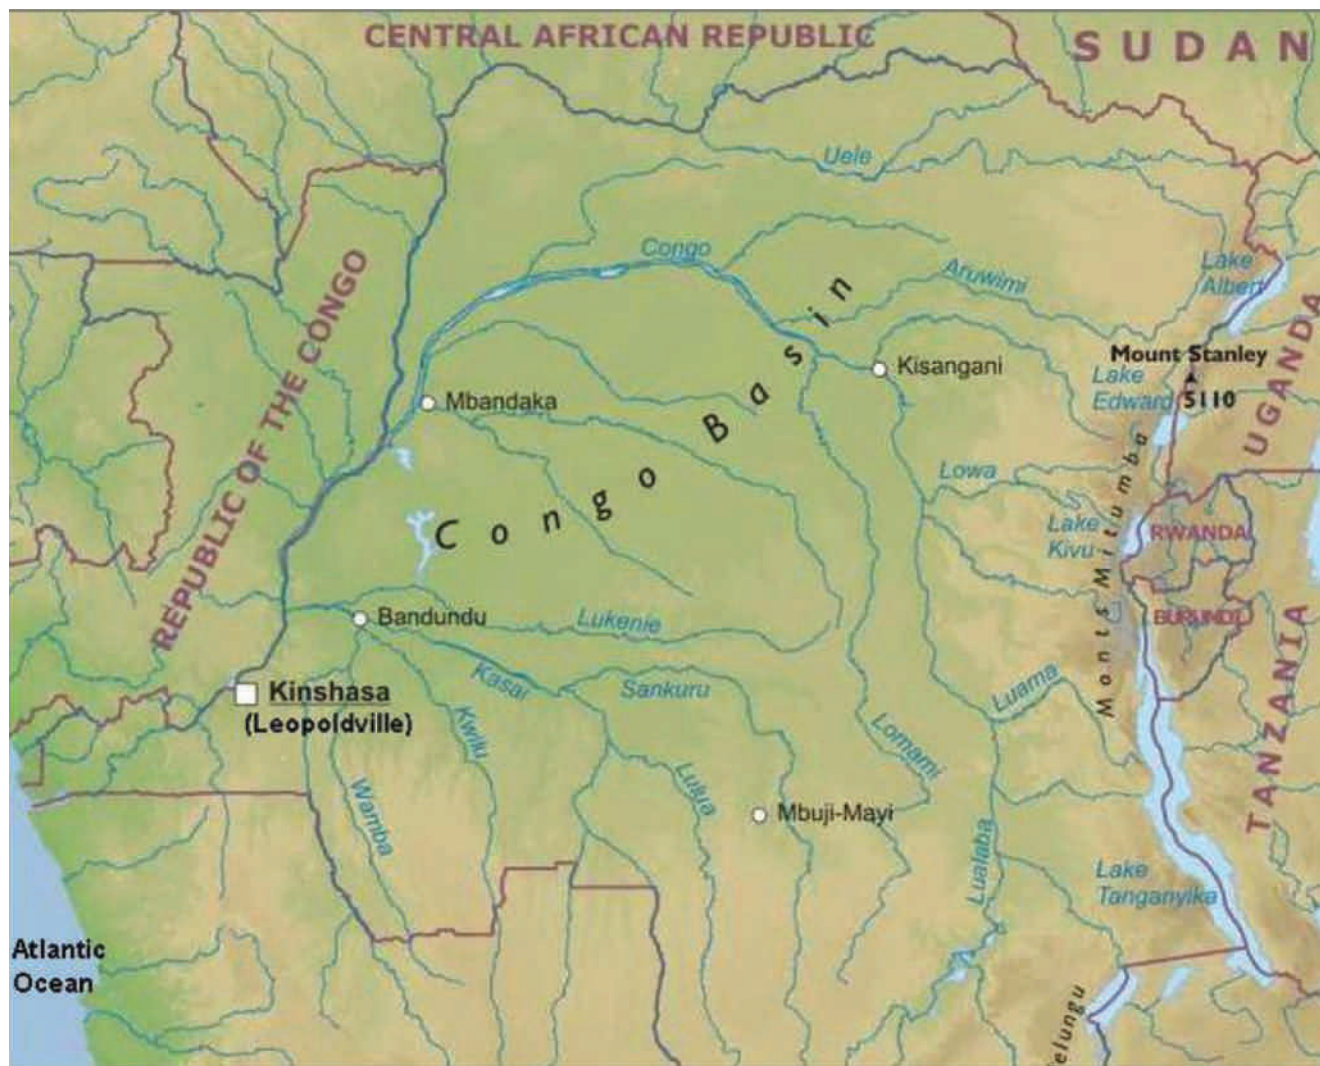 CENTRAL AFRICAN REPUBLIC
SUDAN
Uele
Congo
Lake
Albert
Aruwimi
REPUBLIC OF THE CONGO
Congo Basin
UGANDA
Mount Stanley
5110
Kisangani
Lake
Edward
Mbandaka
Lowa
Monts Mitumba
Lake
Kivu
RWANDA
BURUNDI
Bandundu
Lukenie
TANZANIA
Kasai
Sankuru
Luama
Kinshasa
(Leopoldville)
Kwilu
Lomami
Lulua
Wamba
Mbuji-Mayi
Lualaba
Lake
Tanganyika
Atlantic
Ocean
elungu